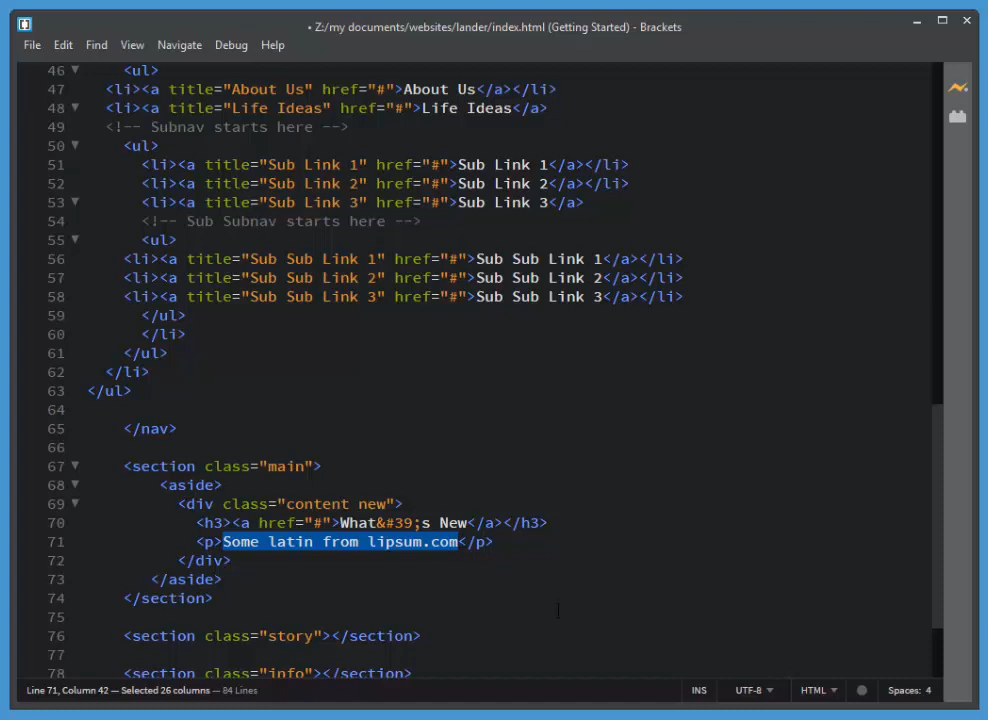 • Z:/my documents/websites/lander/index.html (Getting Started) - Brackets
File Edit Find View Navigate Debug Help
46 <ul>
47 <li><a title="About Us" href="#">About Us</a></li>
48 <li><a title="Life Ideas" href="#">Life Ideas</a>
49 <!-- Subnav starts here -->
50 <ul>
51 <li><a title="Sub Link 1" href="#">Sub Link 1</a></li>
52 <li><a title="Sub Link 2" href="#">Sub Link 2</a></li>
53 <li><a title="Sub Link 3" href="#">Sub Link 3</a>
54 <!-- Sub Subnav starts here -->
55 <ul>
56 <li><a title="Sub Sub Link 1" href="#">Sub Sub Link 1</a></li>
57 <li><a title="Sub Sub Link 2" href="#">Sub Sub Link 2</a></li>
58 <li><a title="Sub Sub Link 3" href="#">Sub Sub Link 3</a></li>
59 </ul>
60 </li>
61 </ul>
62 </li>
63 </ul>
64
65 </nav>
66
67 <section class="main">
68 <aside>
69 <div class="content new">
70 <h3><a href="#">What&#39;s New</a></h3>
71 <p>Some latin from lipsum.com</p>
72 </div>
73 </aside>
74 </section>
75
76 <section class="story"></section>
77
78 <section class="info"></section>
Line 71, Column 42 — Selected 26 columns — 84 Lines INS UTF-8 HTML Spaces: 4